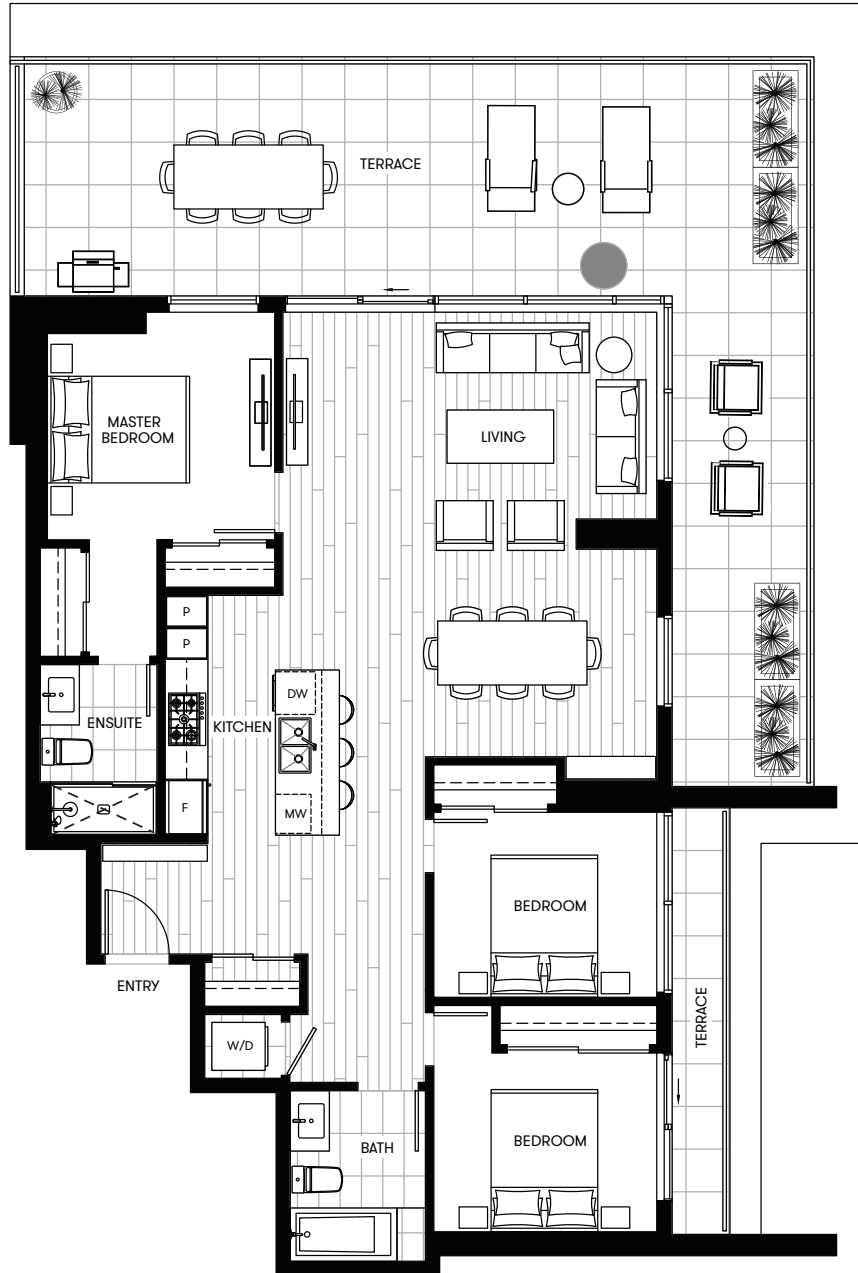 TERRACE
MASTER
BEDROOM
LIVING
P
P
DW
ENSUITE
KITCHEN
F
MW
BEDROOM
ENTRY
TERRACE
W/D
BATH
BEDROOM